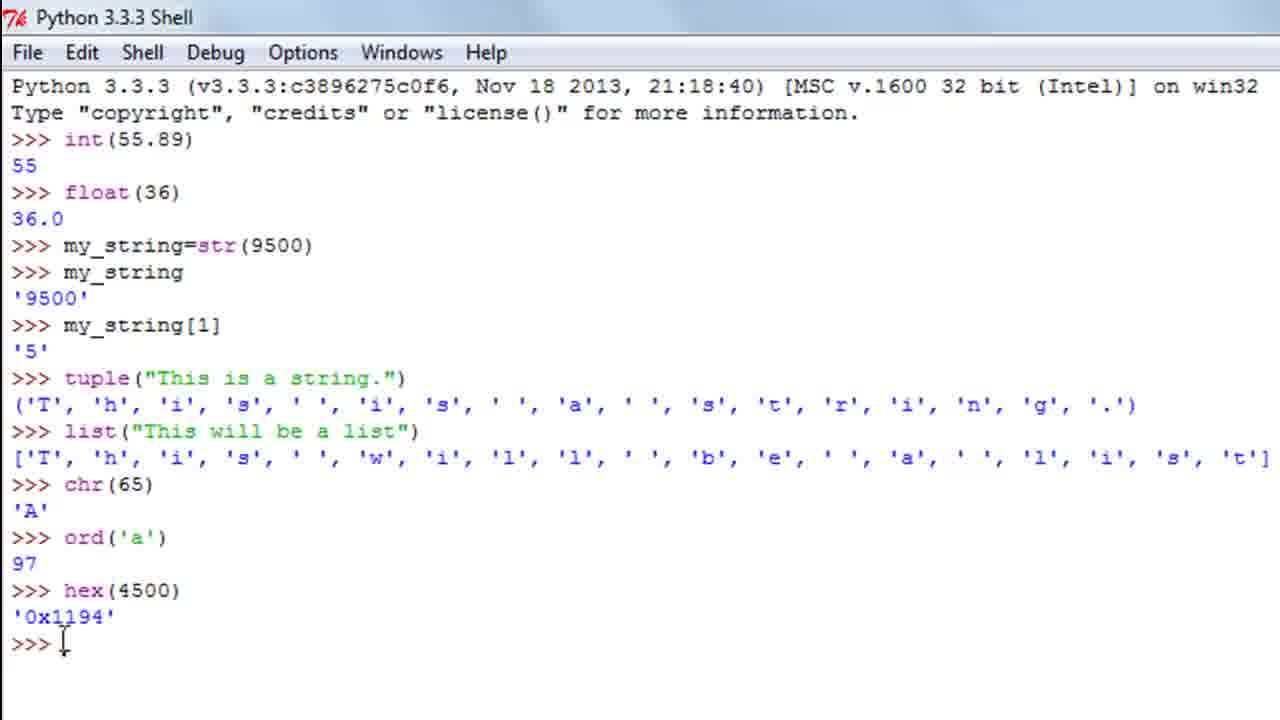 Python 3.3.3 Shell
File Edit Shell Debug Options Windows Help
Python 3.3.3 (v3.3.3:c3896275c0f6, Nov 18 2013, 21:18:40) [MSC v.1600 32 bit (Intel)] on win32
Type "copyright", "credits" or "license()" for more information.
>>> int(55.89)
55
>>> float(36)
36.0
>>> my_string=str(9500)
>>> my_string
'9500'
>>> my_string[1]
'5'
>>> tuple("This is a string.")
('T', 'h', 'i', 's', ' ', 'i', 's', ' ', 'a', ' ', 's', 't', 'r', 'i', 'n', 'g', '.')
>>> list("This will be a list")
['T', 'h', 'i', 's', ' ', 'w', 'i', 'l', 'l', ' ', 'b', 'e', ' ', 'a', ' ', 'l', 'i', 's', 't']
>>> chr(65)
'A'
>>> ord('a')
97
>>> hex(4500)
'0x1194'
>>>